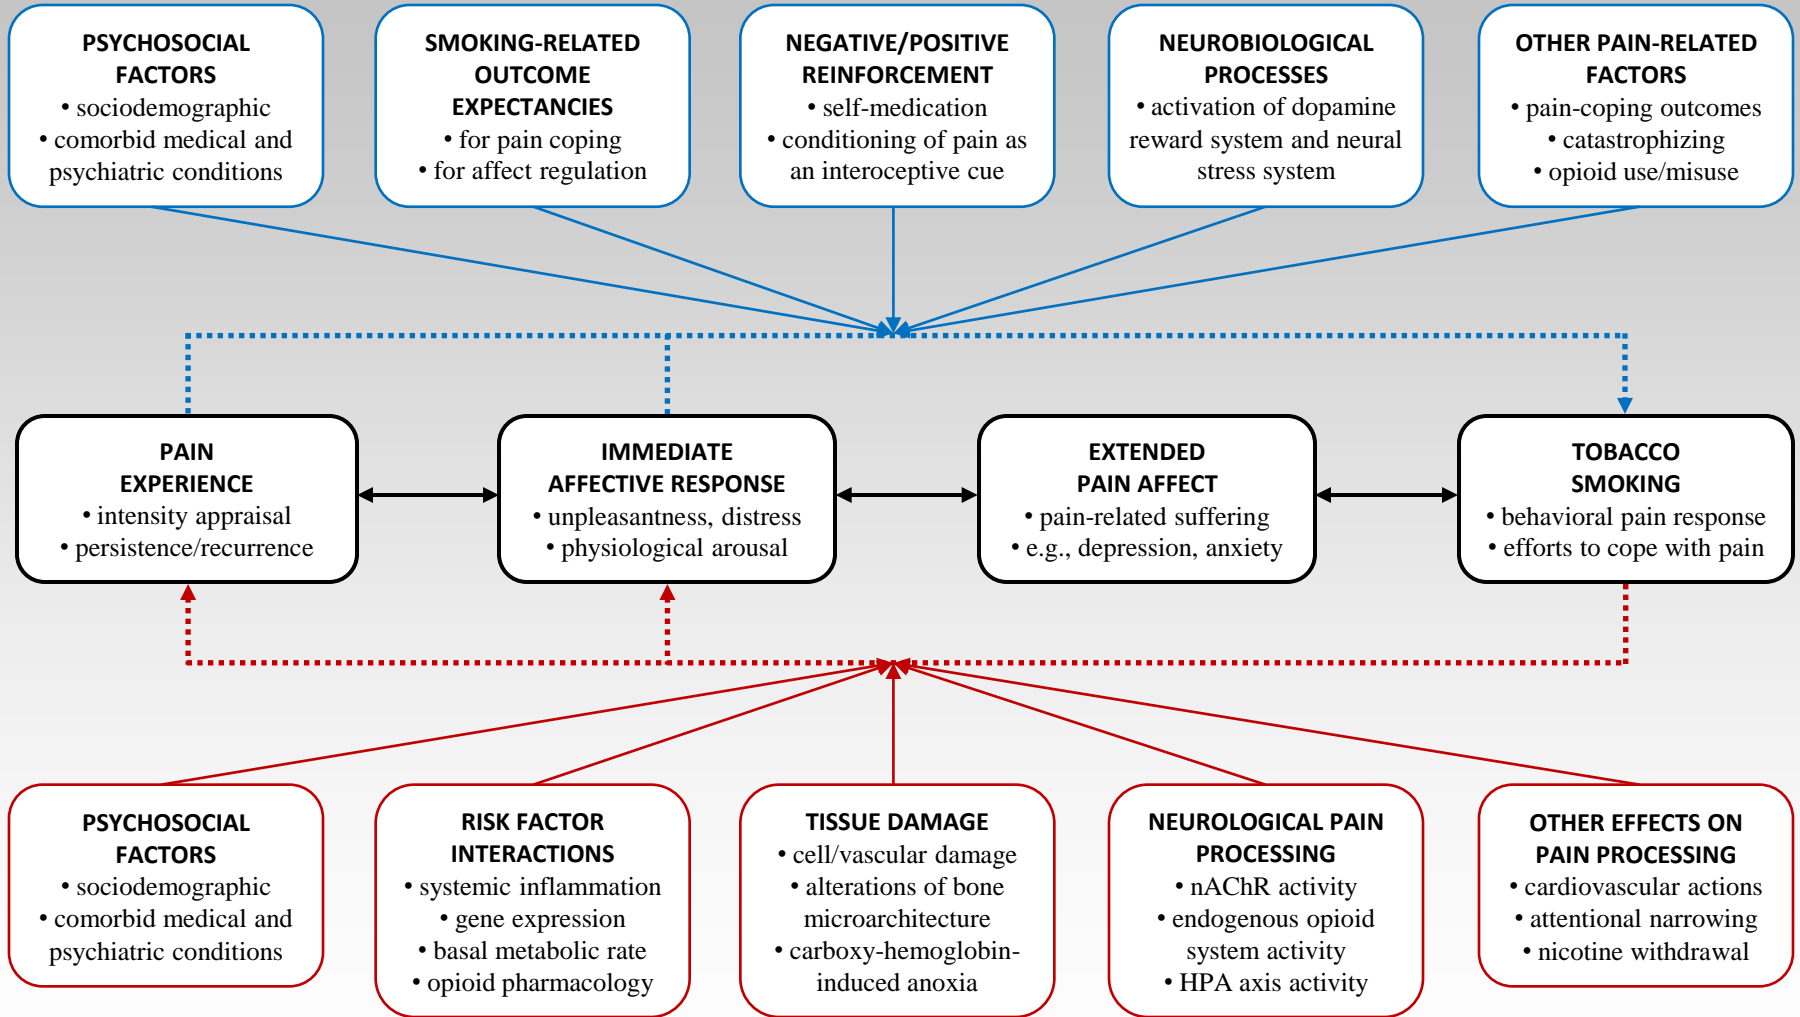 PSYCHOSOCIAL
FACTORS
• sociodemographic
• comorbid medical and
psychiatric conditions
SMOKING-RELATED
OUTCOME
EXPECTANCIES
• for pain coping
• for affect regulation
NEGATIVE/POSITIVE
REINFORCEMENT
• self-medication
• conditioning of pain as
an interoceptive cue
NEUROBIOLOGICAL
PROCESSES
• activation of dopamine
reward system and neural
stress system
OTHER PAIN-RELATED
FACTORS
• pain-coping outcomes
• catastrophizing
• opioid use/misuse
PAIN
EXPERIENCE
• intensity appraisal
• persistence/recurrence
IMMEDIATE
AFFECTIVE RESPONSE
• unpleasantness, distress
• physiological arousal
EXTENDED
PAIN AFFECT
• pain-related suffering
• e.g., depression, anxiety
TOBACCO
SMOKING
• behavioral pain response
• efforts to cope with pain
PSYCHOSOCIAL
FACTORS
• sociodemographic
• comorbid medical and
psychiatric conditions
RISK FACTOR
INTERACTIONS
• systemic inflammation
• gene expression
• basal metabolic rate
• opioid pharmacology
TISSUE DAMAGE
• cell/vascular damage
• alterations of bone
microarchitecture
• carboxy-hemoglobin-
induced anoxia
NEUROLOGICAL PAIN
PROCESSING
• nAChR activity
• endogenous opioid
system activity
• HPA axis activity
OTHER EFFECTS ON
PAIN PROCESSING
• cardiovascular actions
• attentional narrowing
• nicotine withdrawal